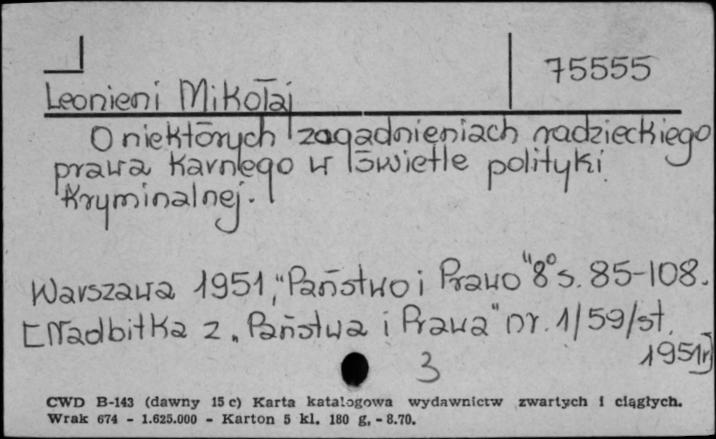 75555
Leonieni Mikołaj
O niektórych zagadnieniach radzieckiego
prawa karnego w świetle polityki
kryminalnej.
Warszawa 1951, "Państwo i Prawo" 8° s. 85-108.
[Nadbitka z "Państwa i Prawa" nr. 1/59/st.
1951r]
3
CWD B-143 (dawny 15 c) Karta katalogowa wydawnictw zwartych i ciągłych.
Wrak 674 - 1.625.000 - Karton 5 kl. 180 g, - 8.70.